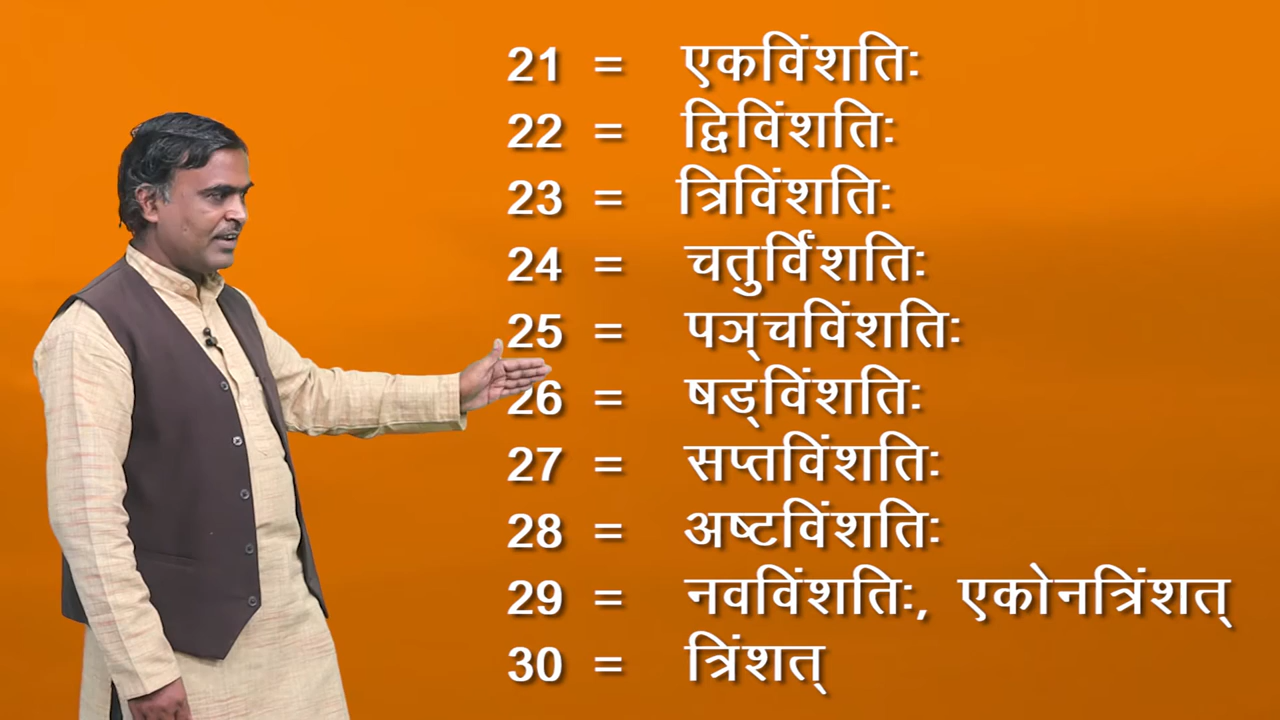 21 = एकविंशतिः
22 = द्विविंशतिः
23 = त्रिविंशतिः
24 = चतुर्विंशतिः
25 = पञ्चविंशतिः
26 = षड्विंशतिः
27 = सप्तविंशतिः
28 = अष्टविंशतिः
29 = नवविंशतिः, एकोनत्रिंशत्
30 = त्रिंशत्